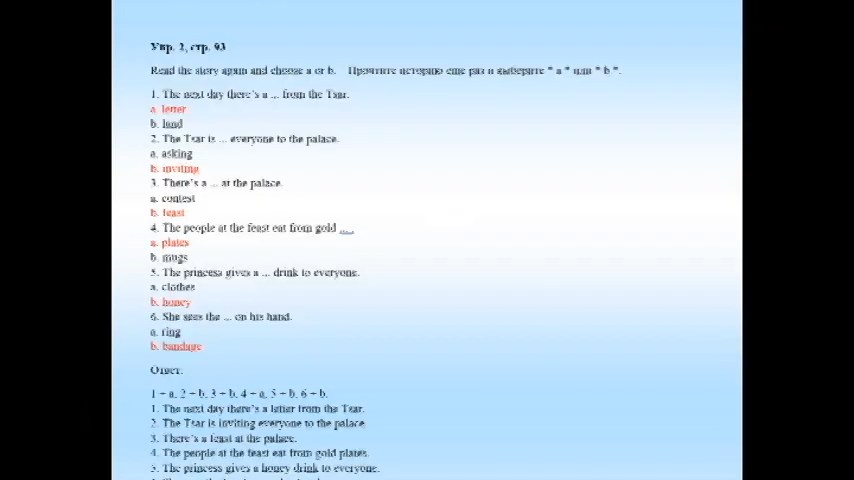 Упр. 2, стр. 93
Read the story again and choose a or b. Прочтите историю еще раз и выберите * a * или * b *.
1. The next day there's a ... from the Tsar.
a. letter
b. land
2. The Tsar is ... everyone to the palace.
a. asking
b. inviting
3. There's a ... at the palace.
a. contest
b. feast
4. The people at the feast eat from gold .....
a. plates
b. mugs
5. The princess gives a ... drink to everyone.
a. clothes
b. honey
6. She sees the ... on his hand.
a. ring
b. bandage
Ответ:
1 – a, 2 – b, 3 – b, 4 – a, 5 – b, 6 – b.
1. The next day there's a letter from the Tsar.
2. The Tsar is inviting everyone to the palace.
3. There's a feast at the palace.
4. The people at the feast eat from gold plates.
5. The princess gives a honey drink to everyone.